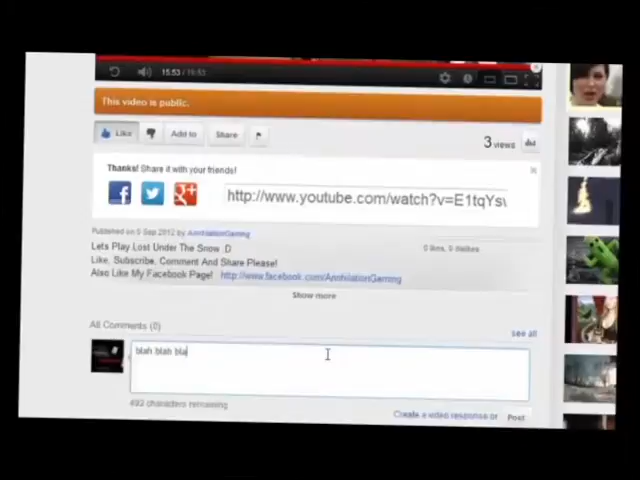 15:53 / 15:53
This video is public.
Like Add to Share
3 views
Thanks! Share it with your friends!
http://www.youtube.com/watch?v=E1tqYsv
Published on 5 Sep 2012 by AnnihilationGaming
0 likes, 0 dislikes
Lets Play Lost Under The Snow :D
Like, Subscribe, Comment And Share Please!
Also Like My Facebook Page! http://www.facebook.com/AnnihilationGaming
Show more
All Comments (0)
see all
blah blah bla
492 characters remaining
Create a video response or Post